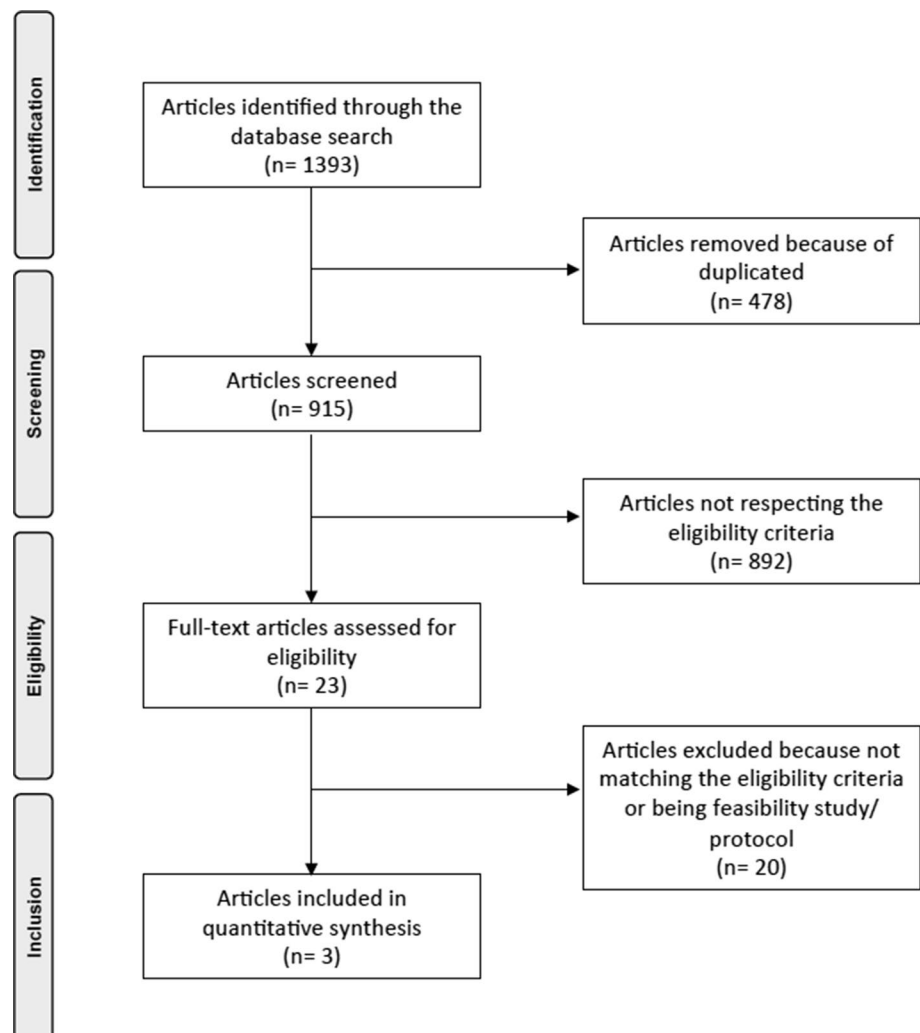 Identification
Articles identified through the
database search
(n= 1393)
Articles removed because of
duplicated
(n= 478)
Screening
Articles screened
(n= 915)
Articles not respecting the
eligibility criteria
(n= 892)
Eligibility
Full-text articles assessed for
eligibility
(n= 23)
Articles excluded because not
matching the eligibility criteria
or being feasibility study/
protocol
(n= 20)
Inclusion
Articles included in
quantitative synthesis
(n= 3)